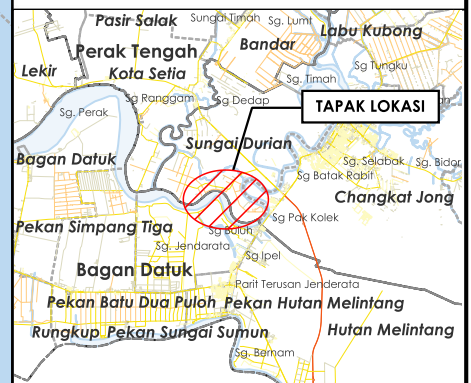 Pasir Salak
Sungai Timah
Sg. Lumt
Labu Kubong
Bandar
Perak Tengah
Lekir
Kota Setia
Sg Tungku
Sg. Timah
Sg Ranggam
Sg Dedap
TAPAK LOKASI
Sg. Perak
Sungai Durian
Bagan Datuk
Sg. Selabak
Sg. Bidor
Sg Batak Rabit
Changkat Jong
Sg Pak Kolek
Pekan Simpang Tiga
Sg Buluh
Sg. Jendarata
Sg Ipel
Bagan Datuk
Parit Terusan Jenderata
Pekan Batu Dua Puloh
Pekan Hutan Melintang
Rungkup
Pekan Sungai Sumun
Hutan Melintang
Sg. Bernam